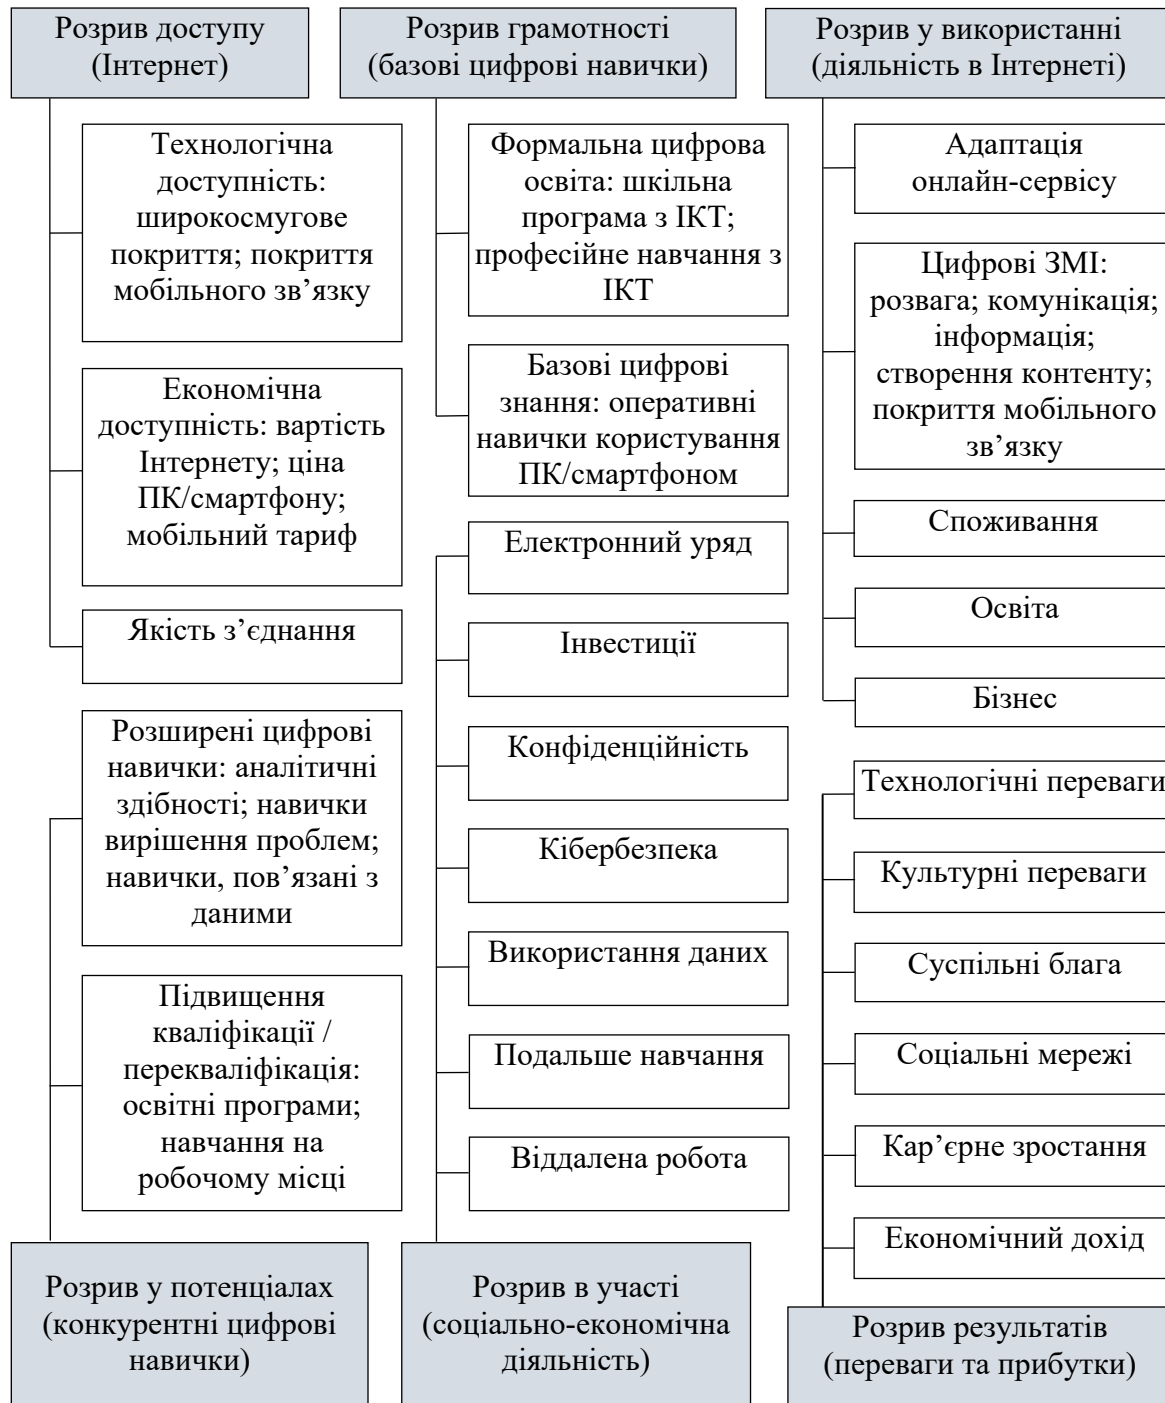 Розрив доступу
(Інтернет)
Технологічна
доступність:
широкосмугове
покриття; покриття
мобільного зв’язку
Економічна
доступність: вартість
Інтернету; ціна
ПК/смартфону;
мобільний тариф
Якість з’єднання
Розширені цифрові
навички: аналітичні
здібності; навички
вирішення проблем;
навички, пов’язані з
даними
Підвищення
кваліфікації /
перекваліфікація:
освітні програми;
навчання на
робочому місці
Розрив у потенціалах
(конкурентні цифрові
навички)
Розрив грамотності
(базові цифрові навички)
Формальна цифрова
освіта: шкільна
програма з ІКТ;
професійне навчання з
ІКТ
Базові цифрові
знання: оперативні
навички користування
ПК/смартфоном
Електронний уряд
Інвестиції
Конфіденційність
Кібербезпека
Використання даних
Подальше навчання
Віддалена робота
Розрив в участі
(соціально-економічна
діяльність)
Розрив у використанні
(діяльність в Інтернеті)
Адаптація
онлайн-сервісу
Цифрові ЗМІ:
розвага; комунікація;
інформація;
створення контенту;
покриття мобільного
зв’язку
Споживання
Освіта
Бізнес
Технологічні переваги
Культурні переваги
Суспільні блага
Соціальні мережі
Кар’єрне зростання
Економічний дохід
Розрив результатів
(переваги та прибутки)